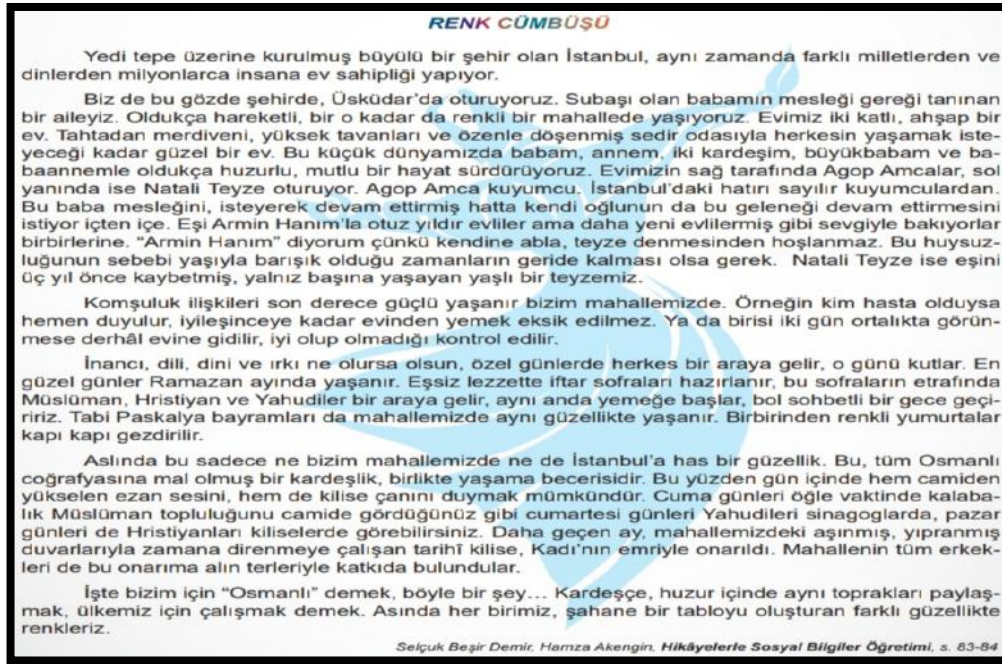 RENK CÜMBÜŞÜ
Yedi tepe üzerine kurulmuş büyülü bir şehir olan İstanbul, aynı zamanda farklı milletlerden ve
dinlerden milyonlarca insana ev sahipliği yapıyor.
Biz de bu gözde şehirde, Üsküdar'da oturuyoruz. Subaşı olan babamın mesleği gereği tanınan
bir aileyiz. Oldukça hareketli, bir o kadar da renkli bir mahallede yaşıyoruz. Evimiz iki katlı, ahşap bir
ev. Tahtadan merdiveni, yüksek tavanları ve özenle döşenmiş sedir odasıyla herkesin yaşamak iste-
yeceği kadar güzel bir ev. Bu küçük dünyamızda babam, annem, iki kardeşim, büyükbabam ve ba-
baannemle oldukça huzurlu, mutlu bir hayat sürdürüyoruz. Evimizin sağ tarafında Agop Amcalar, sol
yanında ise Natali Teyze oturuyor. Agop Amca kuyumcu. İstanbul'daki hatırı sayılır kuyumculardan.
Bu baba mesleğini, isteyerek devam ettirmiş hatta kendi oğlunun da bu geleneği devam ettirmesini
istiyor içten içe. Eşi Armin Hanım'la otuz yıldır evliler ama daha yeni evlilermiş gibi sevgiyle bakıyorlar
birbirlerine. "Armin Hanım" diyorum çünkü kendine abla, teyze denmesinden hoşlanmaz. Bu huysuz-
luğunun sebebi yaşıyla barışık olduğu zamanların geride kalması olsa gerek. Natali Teyze ise eşini
üç yıl önce kaybetmiş, yalnız başına yaşayan yaşlı bir teyzemiz.
Komşuluk ilişkileri son derece güçlü yaşanır bizim mahallemizde. Örneğin kim hasta olduysa
hemen duyulur, iyileşinceye kadar evinden yemek eksik edilmez. Ya da birisi iki gün ortalıkta görün-
mese derhâl evine gidilir, iyi olup olmadığı kontrol edilir.
İnancı, dili, dini ve ırkı ne olursa olsun, özel günlerde herkes bir araya gelir, o günü kutlar. En
güzel günler Ramazan ayında yaşanır. Eşsiz lezzette iftar sofraları hazırlanır, bu sofraların etrafında
Müslüman, Hristiyan ve Yahudiler bir araya gelir, aynı anda yemeğe başlar, bol sohbetli bir gece geçi-
ririz. Tabi Paskalya bayramları da mahallemizde aynı güzellikte yaşanır. Birbirinden renkli yumurtalar
kapı kapı gezdirilir.
Aslında bu sadece ne bizim mahallemizde ne de İstanbul'a has bir güzellik. Bu, tüm Osmanlı
coğrafyasına mal olmuş bir kardeşlik, birlikte yaşama becerisidir. Bu yüzden gün içinde hem camiden
yükselen ezan sesini, hem de kilise çanını duymak mümkündür. Cuma günleri öğle vaktinde kalaba-
lık Müslüman topluluğunu camide gördüğünüz gibi cumartesi günleri Yahudileri sinagoglarda, pazar
günleri de Hristiyanları kiliselerde görebilirsiniz. Daha geçen ay, mahallemizdeki aşınmış, yıpranmış
duvarlarıyla zamana direnmeye çalışan tarihî kilise, Kadı'nın emriyle onarıldı. Mahallenin tüm erkek-
leri de bu onarıma alın terleriyle katkıda bulundular.
İşte bizim için "Osmanlı" demek, böyle bir şey... Kardeşçe, huzur içinde aynı toprakları paylaş-
mak, ülkemiz için çalışmak demek. Asında her birimiz, şahane bir tabloyu oluşturan farklı güzellikte
renkleriz.
Selçuk Beşir Demir, Hamza Akengin, Hikâyelerle Sosyal Bilgiler Öğretimi, s. 83-84